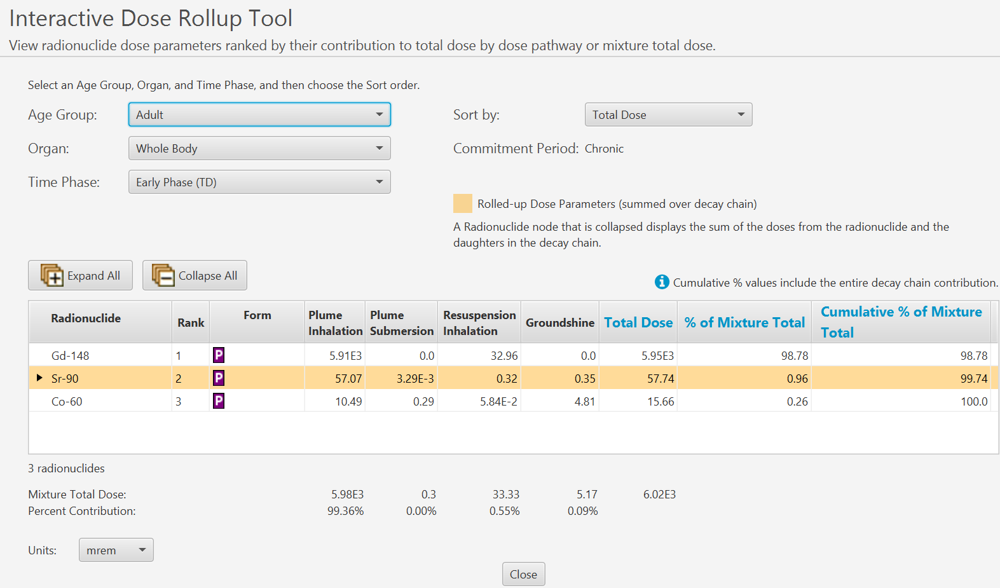 Interactive Dose Rollup Tool
View radionuclide dose parameters ranked by their contribution to total dose by dose pathway or mixture total dose.
Select an Age Group, Organ, and Time Phase, and then choose the Sort order.
Age Group: Adult Sort by: Total Dose
Organ: Whole Body Commitment Period: Chronic
Time Phase: Early Phase (TD)
Rolled-up Dose Parameters (summed over decay chain)
A Radionuclide node that is collapsed displays the sum of the doses from the radionuclide and the
daughters in the decay chain.
Expand All Collapse All
Cumulative % values include the entire decay chain contribution.
Radionuclide Rank Form Plume Inhalation Plume Submersion Resuspension Inhalation Groundshine Total Dose % of Mixture Total Cumulative % of Mixture Total
Gd-148 1 P 5.91E3 0.0 32.96 0.0 5.95E3 98.78 98.78
Sr-90 2 P 57.07 3.29E-3 0.32 0.35 57.74 0.96 99.74
Co-60 3 P 10.49 0.29 5.84E-2 4.81 15.66 0.26 100.0
3 radionuclides
Mixture Total Dose: 5.98E3 0.3 33.33 5.17 6.02E3
Percent Contribution: 99.36% 0.00% 0.55% 0.09%
Units: mrem
Close